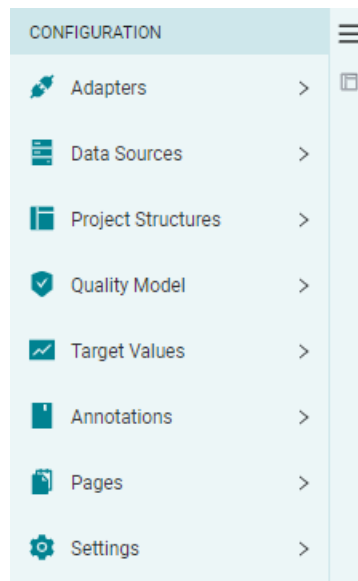 CONFIGURATION
Adapters
Data Sources
Project Structures
Quality Model
Target Values
Annotations
Pages
Settings